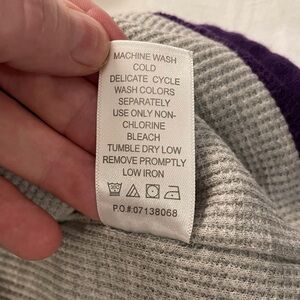 MACHINE WASH
COLD
DELICATE CYCLE
WASH COLORS
SEPARATELY
USE ONLY NON-
CHLORINE
BLEACH
TUMBLE DRY LOW
REMOVE PROMPTLY
LOW IRON
P.O.#:07138068